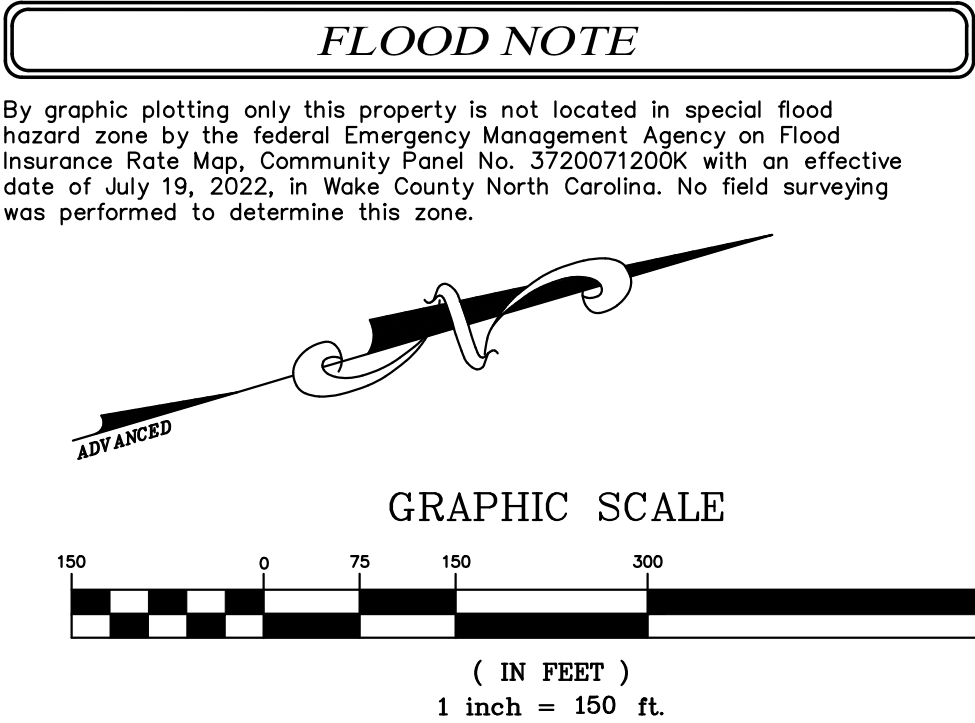 FLOOD NOTE
By graphic plotting only this property is not located in special flood
hazard zone by the federal Emergency Management Agency on Flood
Insurance Rate Map, Community Panel No. 3720071200K with an effective
date of July 19, 2022, in Wake County North Carolina. No field surveying
was performed to determine this zone.
N
ADVANCED
GRAPHIC SCALE
150 0 75 150 300
( IN FEET )
1 inch = 150 ft.